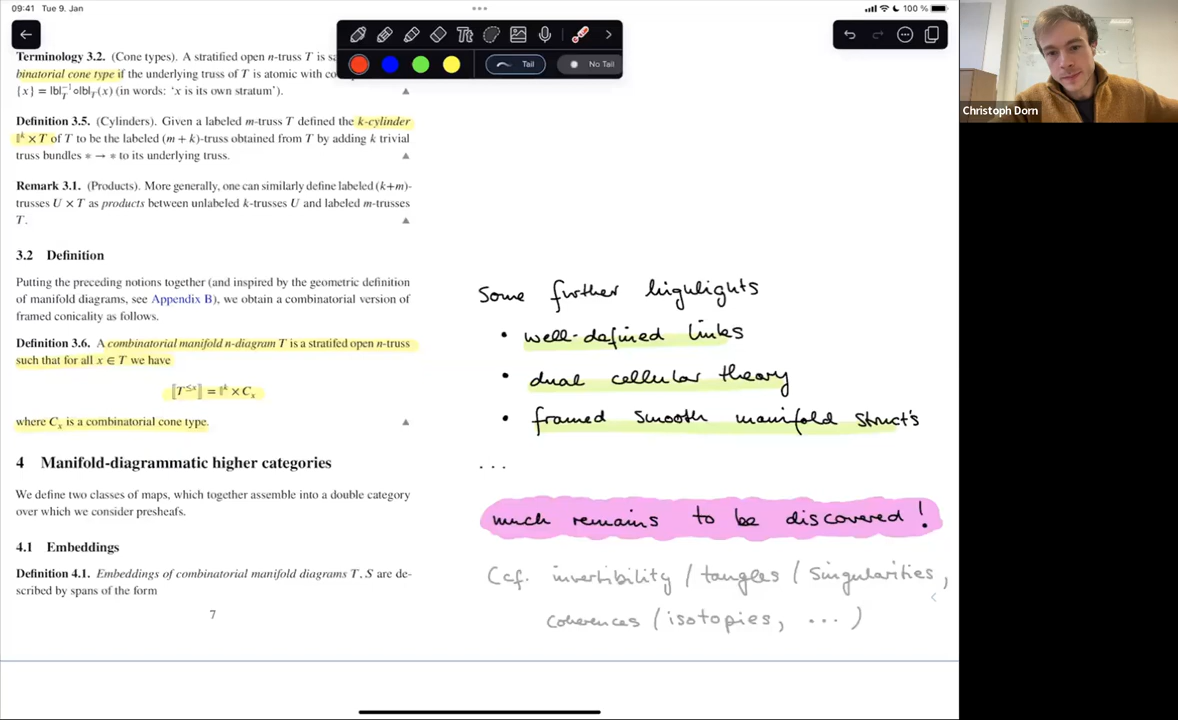 09:41 Tue 9. Jan
100 %
Tail
No Tail
Christoph Dorn
Terminology 3.2. (Cone types). A stratified open n-truss T is sa
binatorial cone type if the underlying truss of T is atomic with co
(in words: ‘x is its own stratum’).
Definition 3.5. (Cylinders). Given a labeled m-truss T defined the k-cylinder
𝕀ᵏ × T of T to be the labeled (m + k)-truss obtained from T by adding k trivial
truss bundles ∗ → ∗ to its underlying truss. ▲
Remark 3.1. (Products). More generally, one can similarly define labeled (k+m)-
trusses U × T as products between unlabeled k-trusses U and labeled m-trusses
T. ▲
3.2 Definition
Putting the preceding notions together (and inspired by the geometric definition
of manifold diagrams, see Appendix B), we obtain a combinatorial version of
framed conicality as follows.
Definition 3.6. A combinatorial manifold n-diagram T is a stratifed open n-truss
such that for all x ∈ T we have
⟦T≤x⟧ = 𝕀ᵏ × Cₓ
where Cₓ is a combinatorial cone type. ▲
4 Manifold-diagrammatic higher categories
We define two classes of maps, which together assemble into a double category
over which we consider presheafs.
4.1 Embeddings
Definition 4.1. Embeddings of combinatorial manifold diagrams T, S are de-
scribed by spans of the form
7
Some further highlights
• well-defined links
• dual cellular theory
• framed smooth manifold struct's
...
much remains to be discovered!
(cf. invertibility / tangles / singularities,
coherences / isotopies, ...)